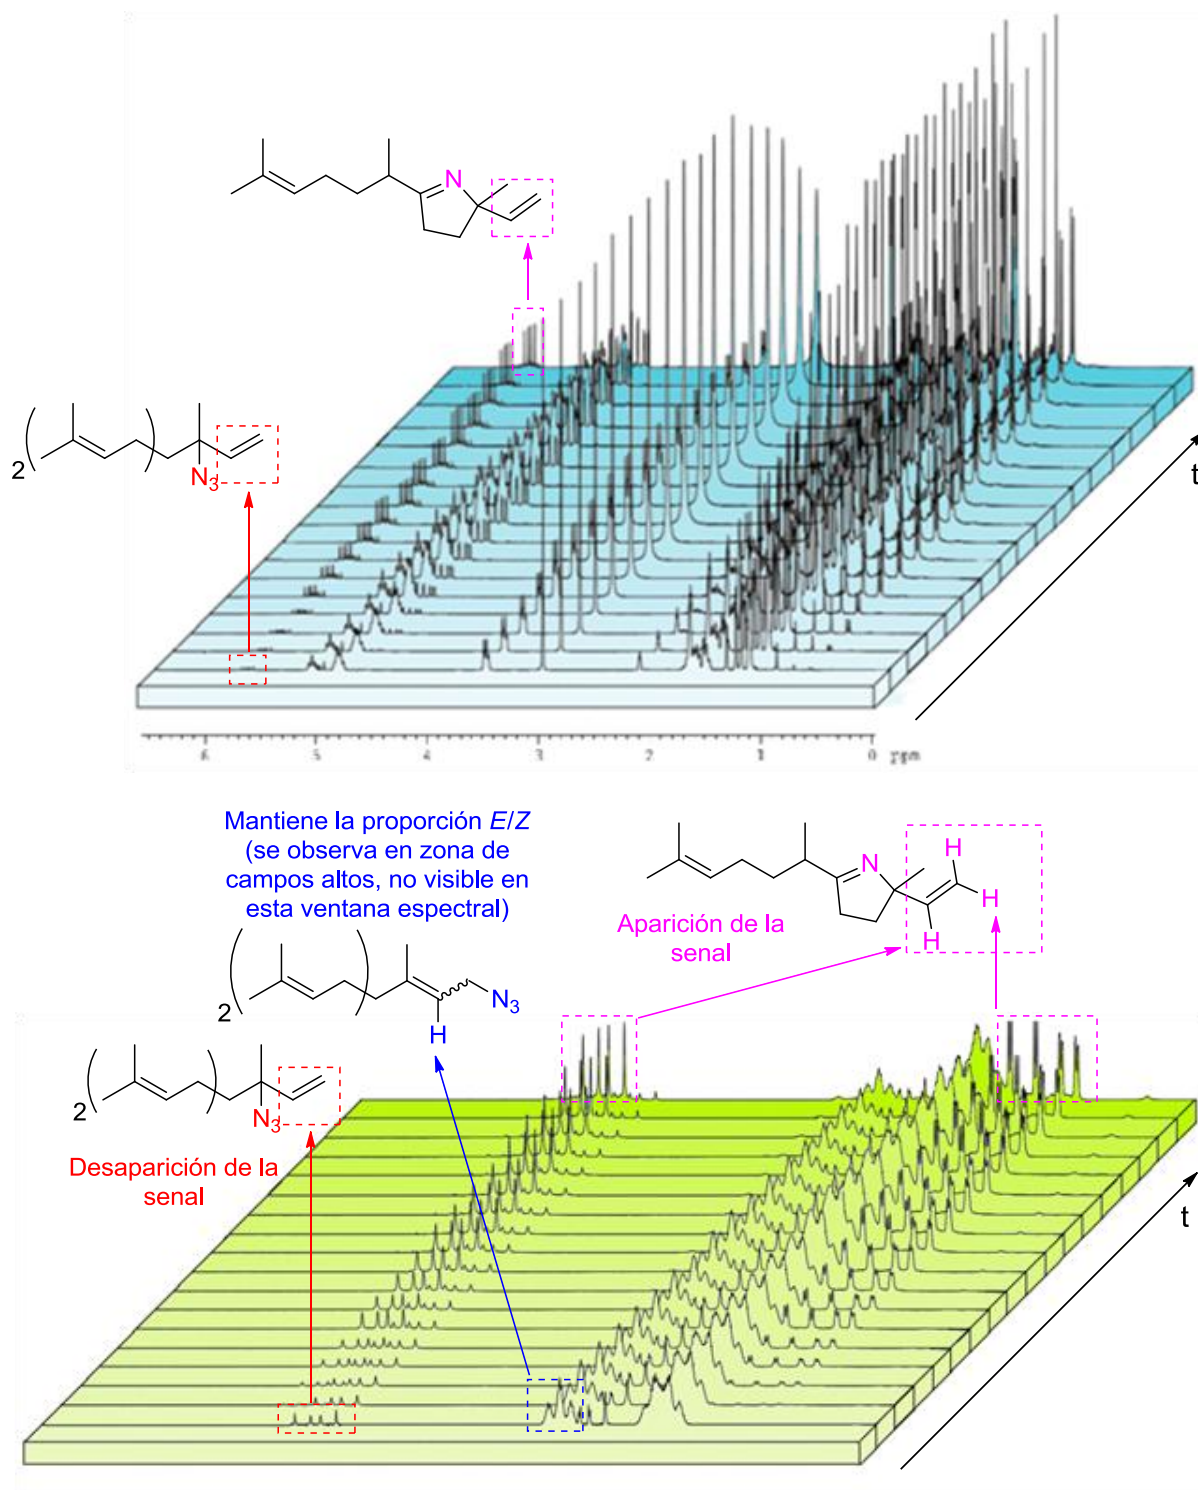 N
2
N3
t
6
5
4
3
2
1
0
ppm
Mantiene la proporción E/Z
(se observa en zona de
campos altos, no visible en
esta ventana espectral)
N
H
H
H
Aparición de la
senal
2
N3
H
2
N3
Desaparición de la
senal
t